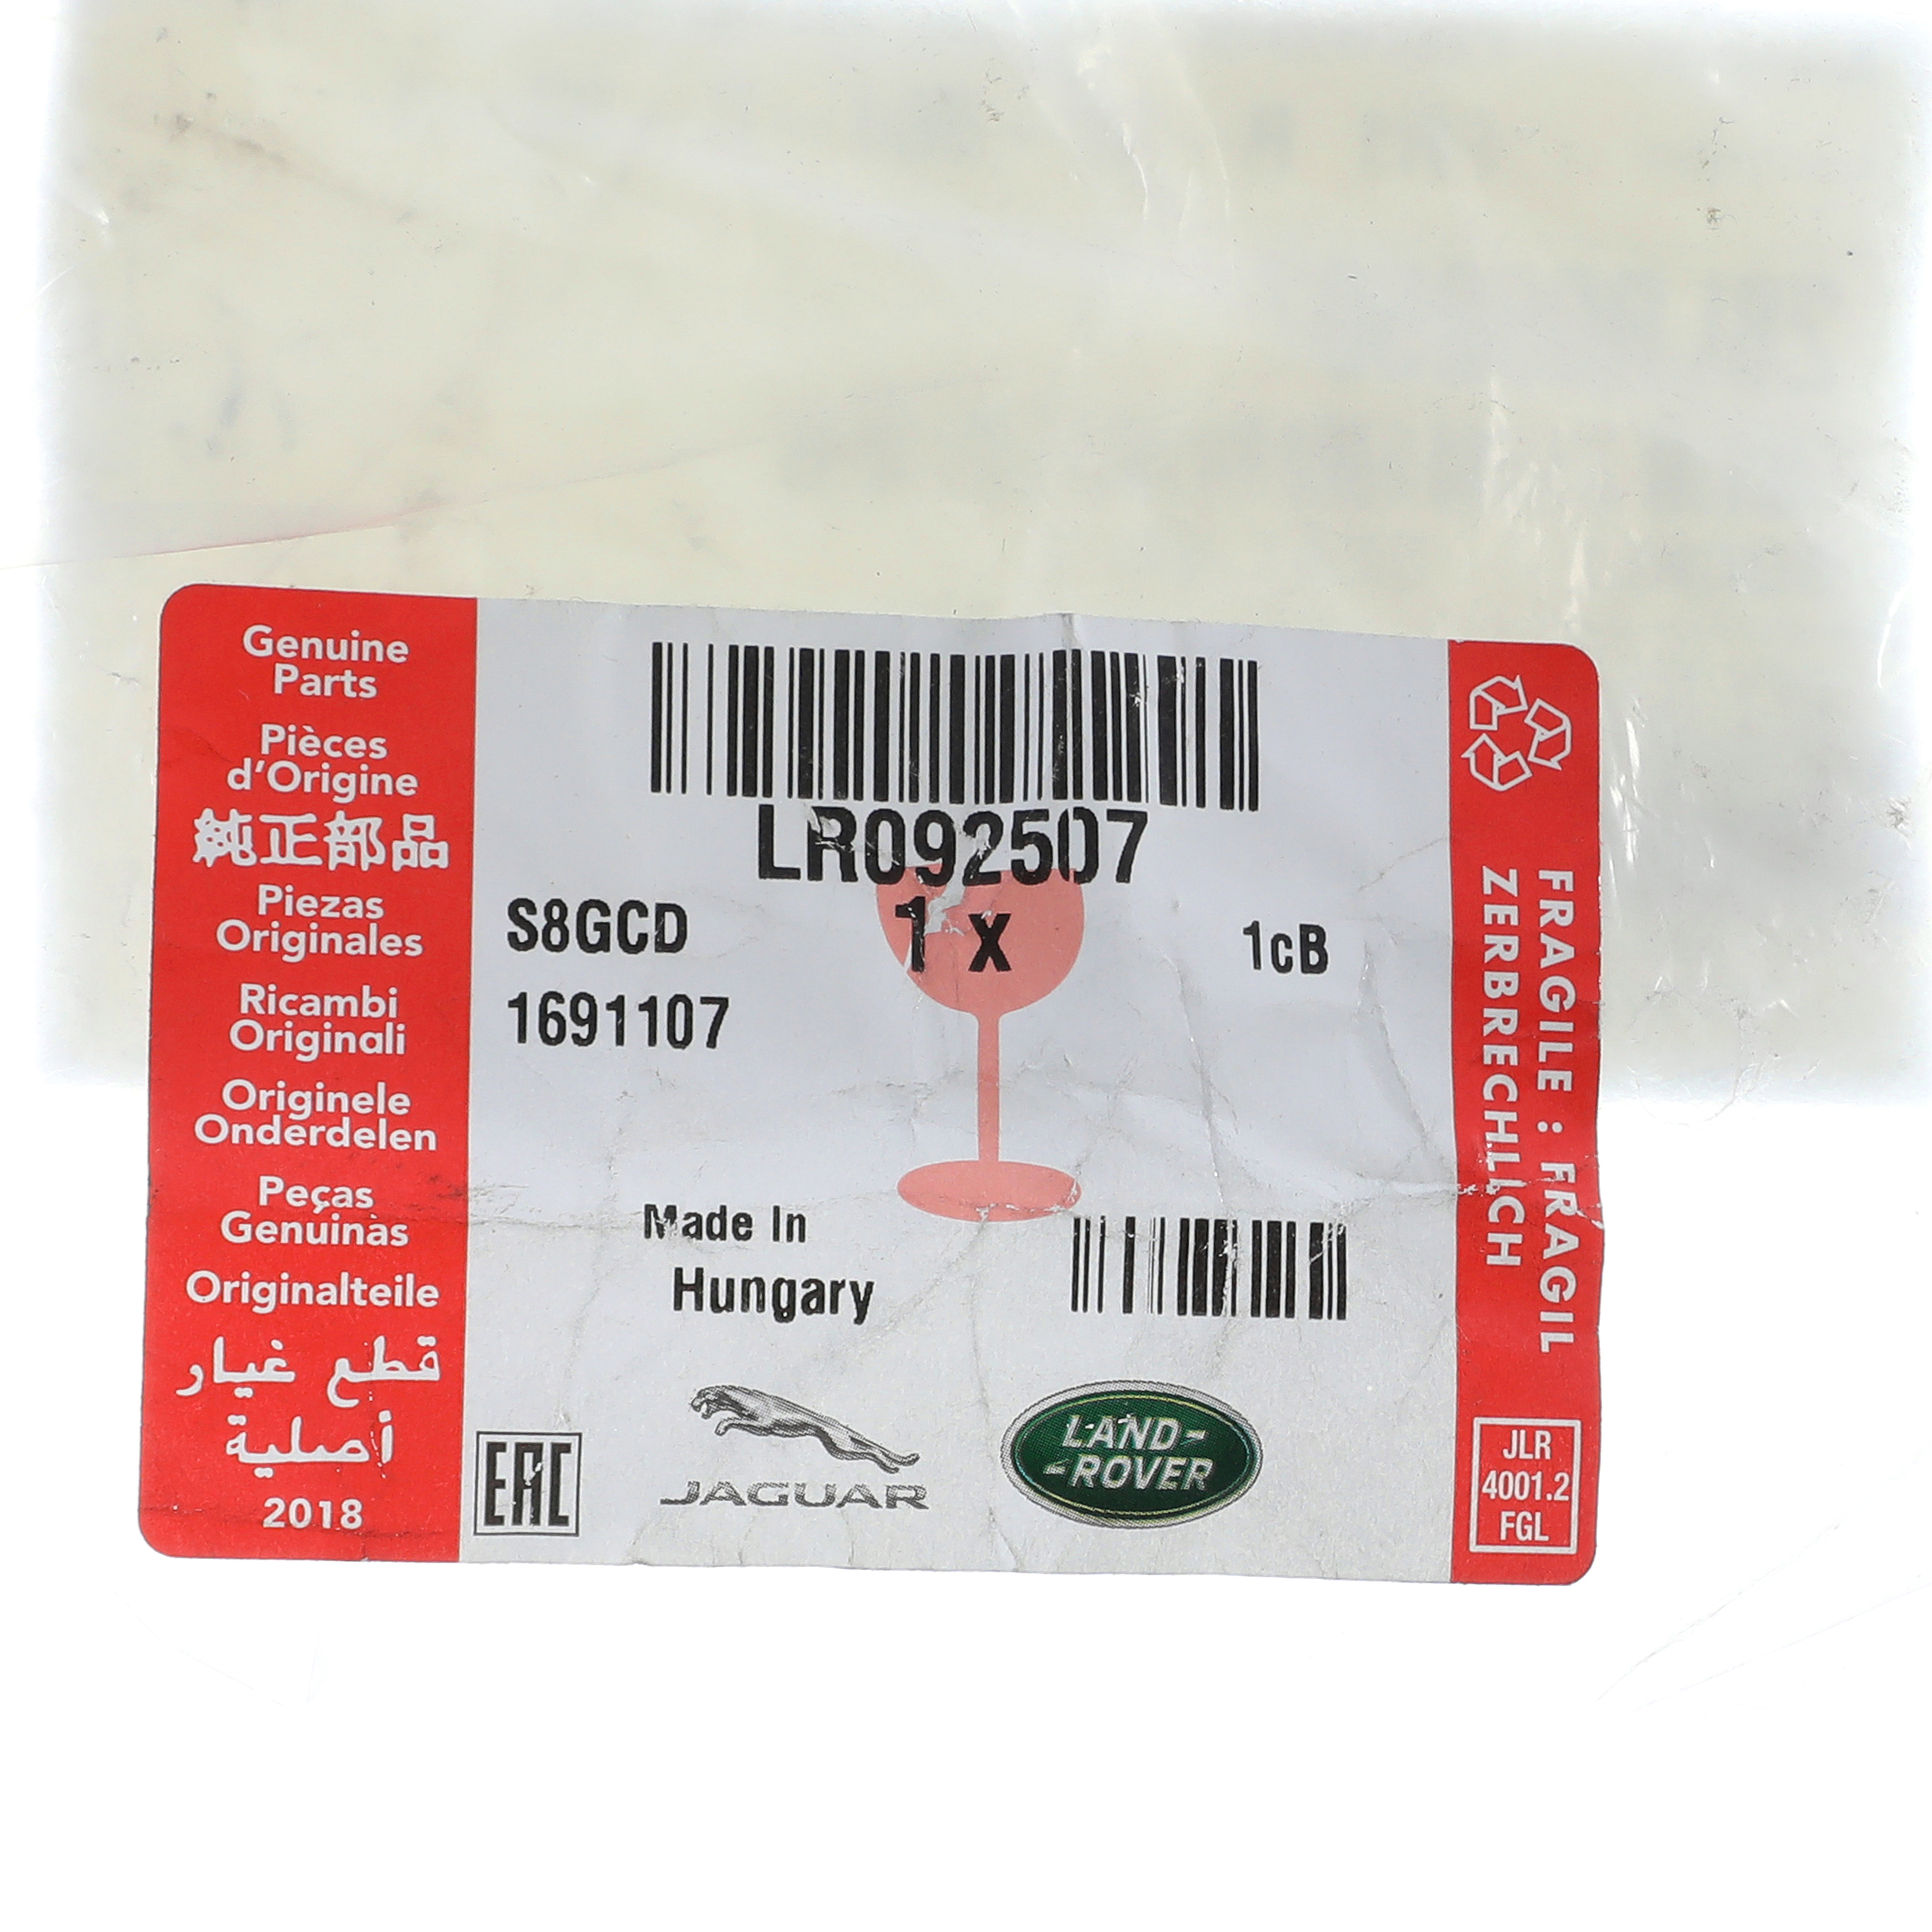 Genuine
Parts
Pièces
d'Origine
純正部品
Piezas
Originales
Ricambi
Originali
Originele
Onderdelen
Peças
Genuinas
Originalteile
قطع غيار
أصلية
2018
LR092507
S8GCD
1 x
1cB
1691107
Made In
Hungary
EAC
JAGUAR
LAND-
-ROVER
FRAGILE : FRAGIL
ZERBRECHLICH
JLR
4001.2
FGL